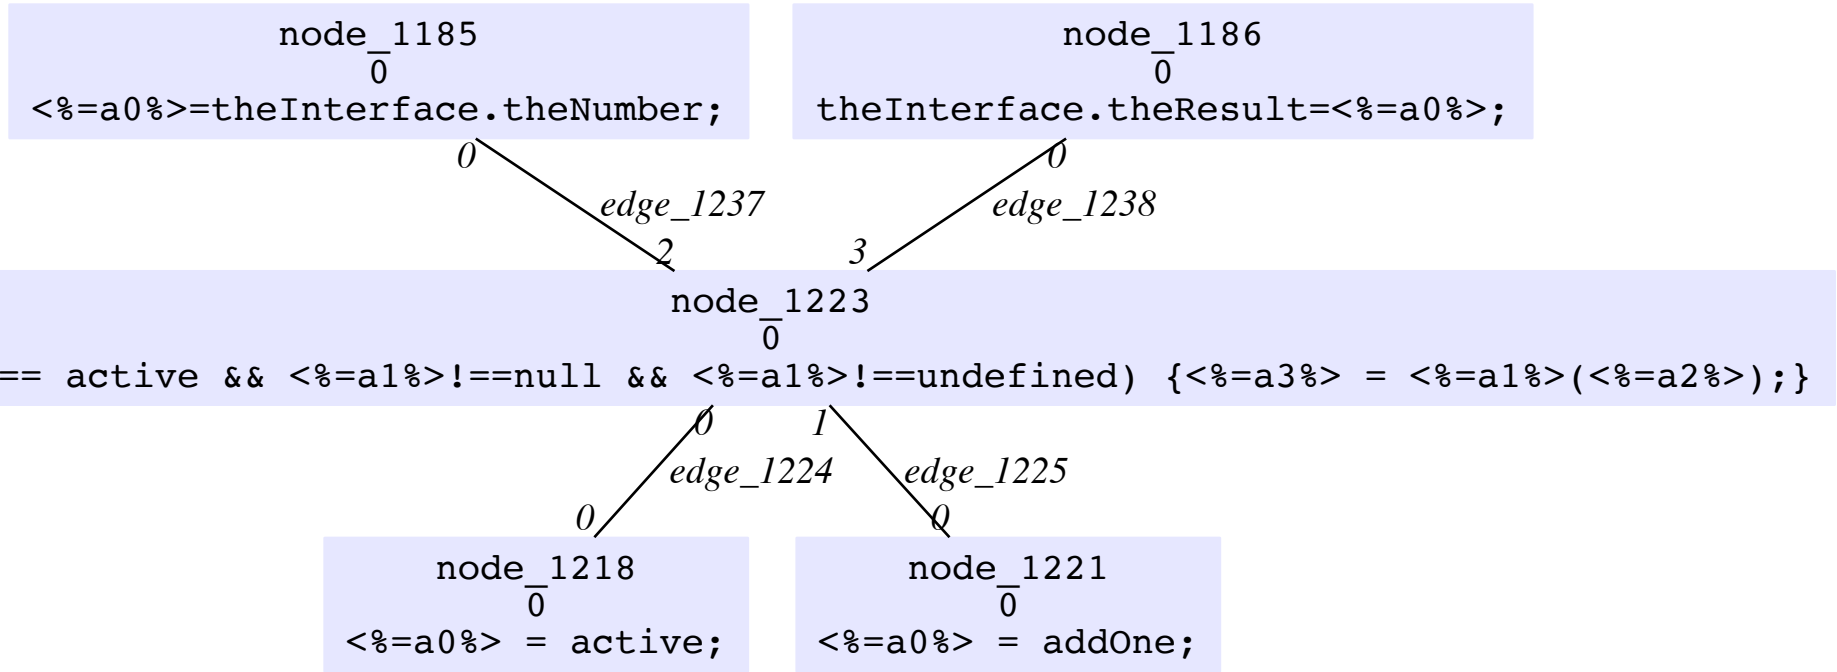 node_1185
0
<%=a0%>=theInterface.theNumber;
node_1186
0
theInterface.theResult=<%=a0%>;
0
0
edge_1237
edge_1238
2
3
node_1223
0
== active && <%=a1%>!==null && <%=a1%>!==undefined) {<%=a3%> = <%=a1%>(<%=a2%>);}
0
1
edge_1224
edge_1225
0
0
node_1218
0
<%=a0%> = active;
node_1221
0
<%=a0%> = addOne;